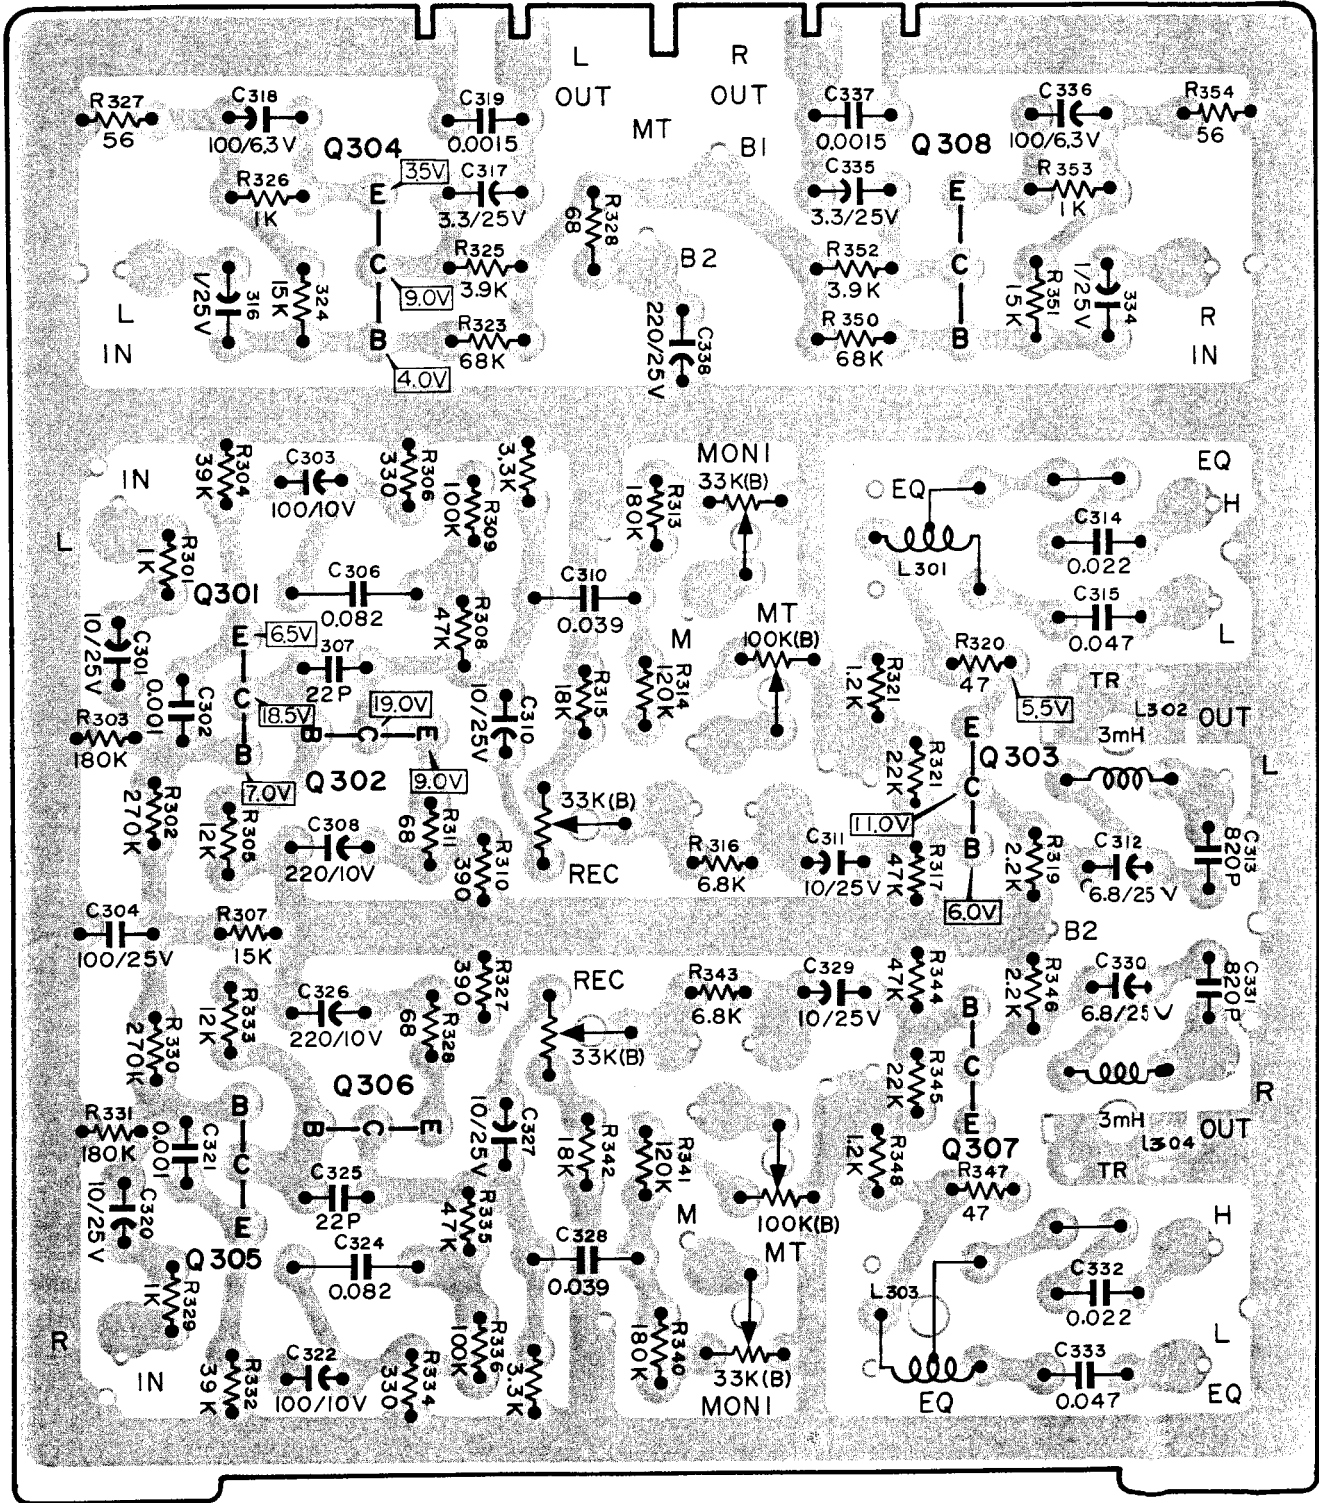 L
OUT
R
OUT
MT
B1
R327
56
C318
100/6.3V
Q304
C319
0.0015
C337
0.0015
Q308
C336
100/6.3V
R354
56
R326
1K
E
3.5V
C317
3.3/25V
R328
68
C335
3.3/25V
E
R353
1K
L
IN
316
1/25V
324
15K
C
9.0V
R325
3.9K
B2
R352
3.9K
C
R351
15K
334
1/25V
R
IN
B
4.0V
R323
68K
C338
220/25V
R350
68K
B
IN
L
R304
39K
C303
100/10V
R306
330
3.3K
R309
100K
R313
180K
MONI
33K(B)
EQ
L301
EQ
H
C314
0.022
R301
1K
Q301
C306
0.082
C310
0.039
MT
100K(B)
C315
0.047
L
C301
10/25V
E
6.5V
R308
47K
M
307
22P
R314
120K
R321
1.2K
R320
47
5.5V
TR
R303
180K
C302
0.001
C
18.5V
B
7.0V
B
C
E
19.0V
9.0V
Q302
C310
10/25V
R315
18K
E
Q303
L302
3mH
OUT
L
R302
270K
R305
12K
C308
220/10V
R311
68
R310
390
33K(B)
REC
R321
22K
C
11.0V
B
6.0V
R316
6.8K
C311
10/25V
R317
47K
R319
2.2K
C312
6.8/25V
C313
820P
C304
100/25V
R307
15K
B2
R333
12K
C326
220/10V
R328
68
R327
390
REC
33K(B)
R343
6.8K
C329
10/25V
R344
47K
B
R346
2.2K
C330
6.8/25V
C331
820P
R330
270K
Q306
R345
22K
C
R331
180K
C321
0.001
B
C
E
B
C
E
C327
10/25V
R342
18K
R341
120K
R348
1.2K
E
Q307
3mH
L304
OUT
R
TR
C320
10/25V
C325
22P
R335
47K
M
100K(B)
MT
R347
47
H
Q305
C324
0.082
C328
0.039
L303
C332
0.022
R329
1K
R
IN
R332
39K
C322
100/10V
R334
330
R336
100K
3.3K
R340
180K
33K(B)
MONI
EQ
C333
0.047
L
EQ